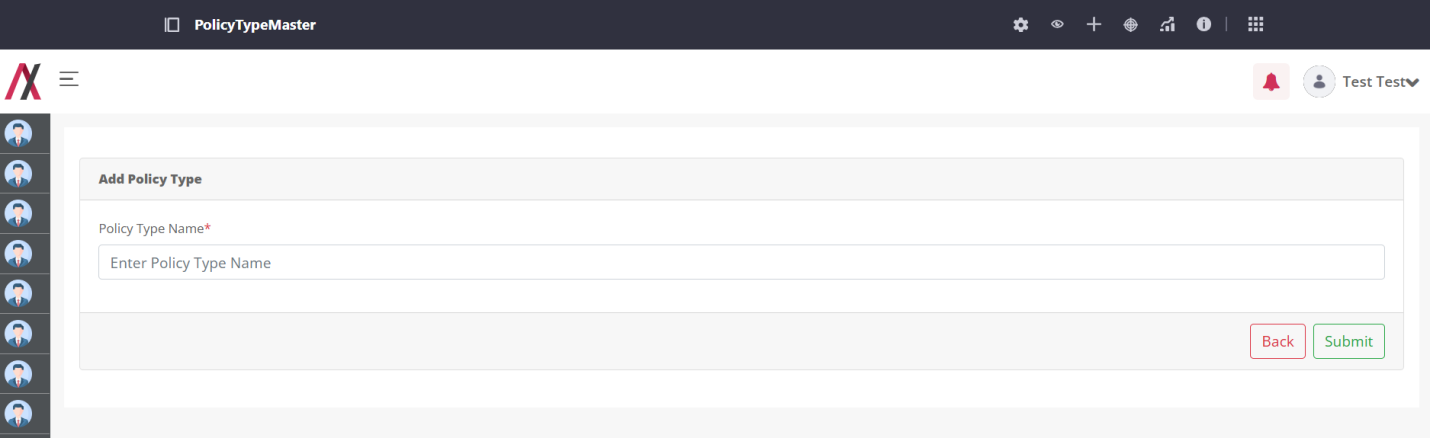 PolicyTypeMaster
Test Test
Add Policy Type
Policy Type Name*
Enter Policy Type Name
Back Submit